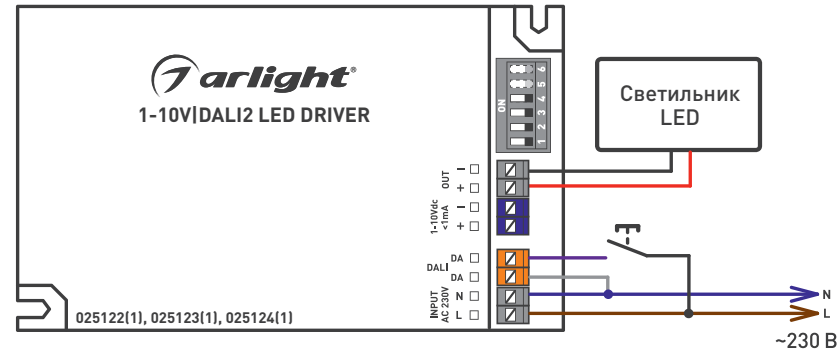 arlight®
1-10V|DALI2 LED DRIVER
ON
1 2 3 4 5 6
Светильник
LED
OUT
−
+
1-10Vdc
<1mA
−
+
DALI
DA
DA
INPUT
AC 230V
N
L
N
L
~230 В
025122(1), 025123(1), 025124(1)